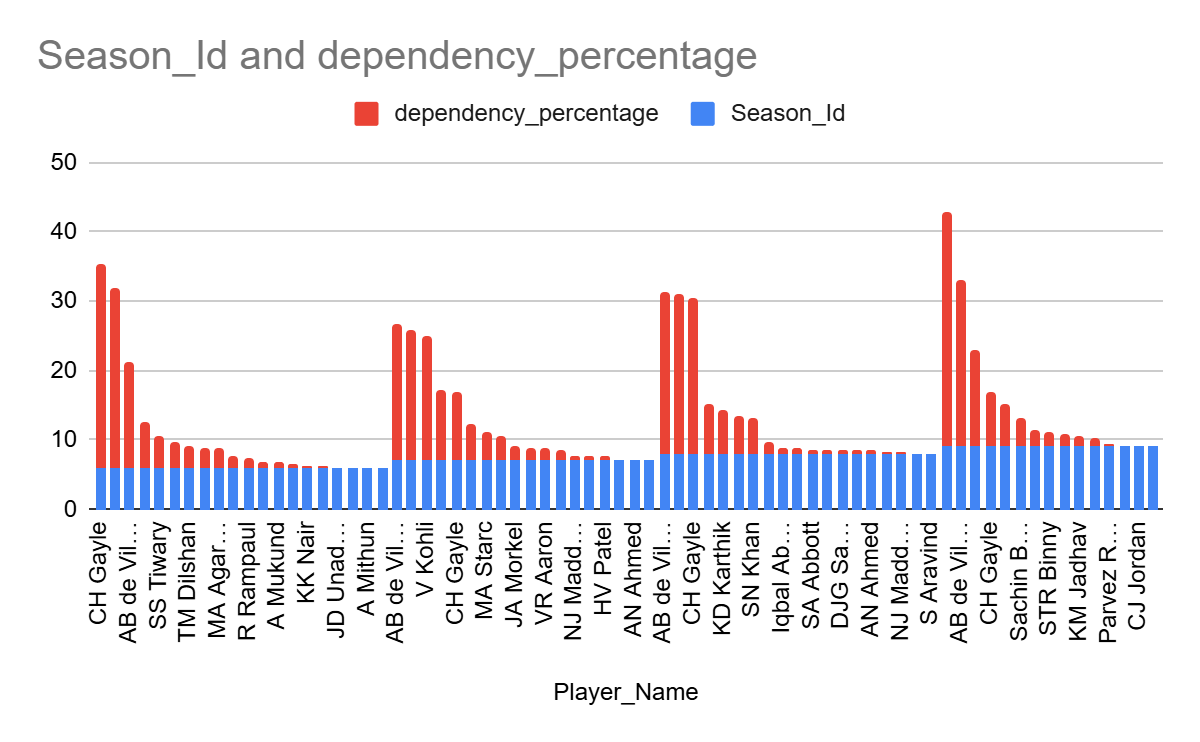 Season_Id and dependency_percentage
dependency_percentage
Season_Id
50
40
30
20
10
0
CH Gayle
AB de Vil…
SS Tiwary
TM Dilshan
MA Agar…
R Rampaul
A Mukund
KK Nair
JD Unad…
A Mithun
AB de Vil…
V Kohli
CH Gayle
MA Starc
JA Morkel
VR Aaron
NJ Madd…
HV Patel
AN Ahmed
AB de Vil…
CH Gayle
KD Karthik
SN Khan
Iqbal Ab…
SA Abbott
DJG Sa…
AN Ahmed
NJ Madd…
S Aravind
AB de Vil…
CH Gayle
Sachin B…
STR Binny
KM Jadhav
Parvez R…
CJ Jordan
Player_Name